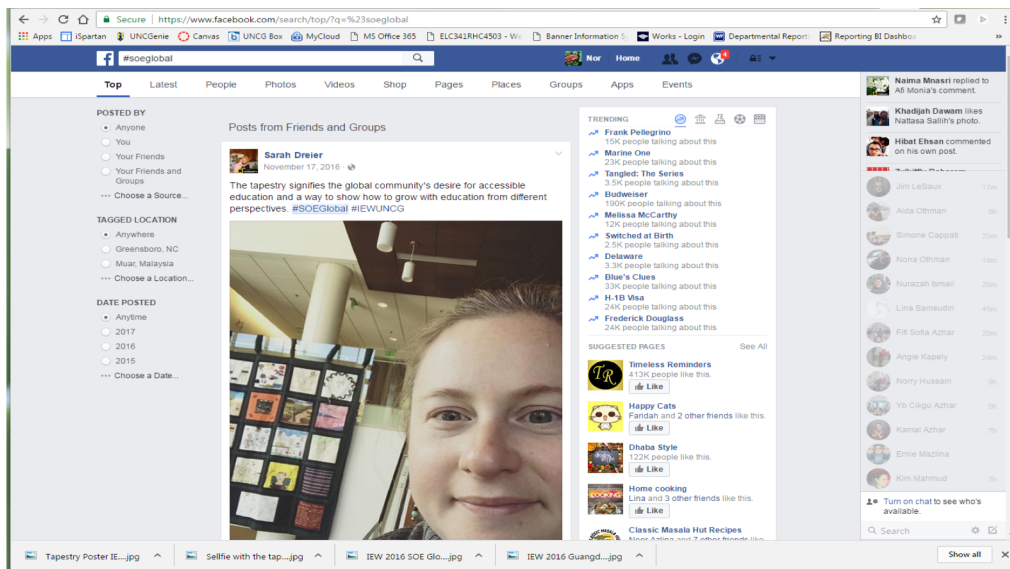 Secure | https://www.facebook.com/search/top/?q=%23soeglobal
Apps iSpartan UNCGenie Canvas UNCG Box MyCloud MS Office 365 ELC341RHC4503 - We Banner Information S Works - Login Departmental Report Reporting BI Dashbo
#soeglobal
Nor Home 4
Top Latest People Photos Videos Shop Pages Places Groups Apps Events
POSTED BY
Anyone
You
Your Friends
Your Friends and
Groups
Choose a Source...
TAGGED LOCATION
Anywhere
Greensboro, NC
Muar, Malaysia
Choose a Location...
DATE POSTED
Anytime
2017
2016
2015
Choose a Date...
Posts from Friends and Groups
Sarah Dreier
November 17, 2016
The tapestry signifies the global community's desire for accessible
education and a way to show how to grow with education from different
perspectives. #SOEGlobal #IEWUNCG
TRENDING
Frank Pellegrino
15K people talking about this
Marine One
23K people talking about this
Tangled: The Series
3.5K people talking about this
Budweiser
190K people talking about this
Melissa McCarthy
12K people talking about this
Switched at Birth
2.5K people talking about this
Delaware
3.3K people talking about this
Blue's Clues
33K people talking about this
H-1B Visa
24K people talking about this
Frederick Douglass
24K people talking about this
SUGGESTED PAGES See All
TR
Timeless Reminders
413K people like this.
Like
Happy Cats
Faridah and 2 other friends like this.
Like
Dhaba Style
122K people like this.
Like
COOKING
Home cooking
Lina and 3 other friends like this.
Like
Classic Masala Hut Recipes
Noor Azlina and 7 other friends like
Naima Mnasri replied to
Afi Monia's comment.
Khadijah Dawam likes
Nattasa Sallih's photo.
Hibat Ehsan commented
on his own post.
Jim LeSaux
Aida Othman
Simone Cappati
Nona Othman
Nurazah Ismail
Lina Samsudin
Fifi Sofia Azhar
Angie Kapely
Norry Hussain
Yb Cikgu Azhar
Kamal Azhar
Ernie Mazlina
Kim Mahmud
Turn on chat to see who's
available.
Search
Tapestry Poster IE....jpg Selfie with the tap....jpg IEW 2016 SOE Glo....jpg IEW 2016 Guangd....jpg Show all